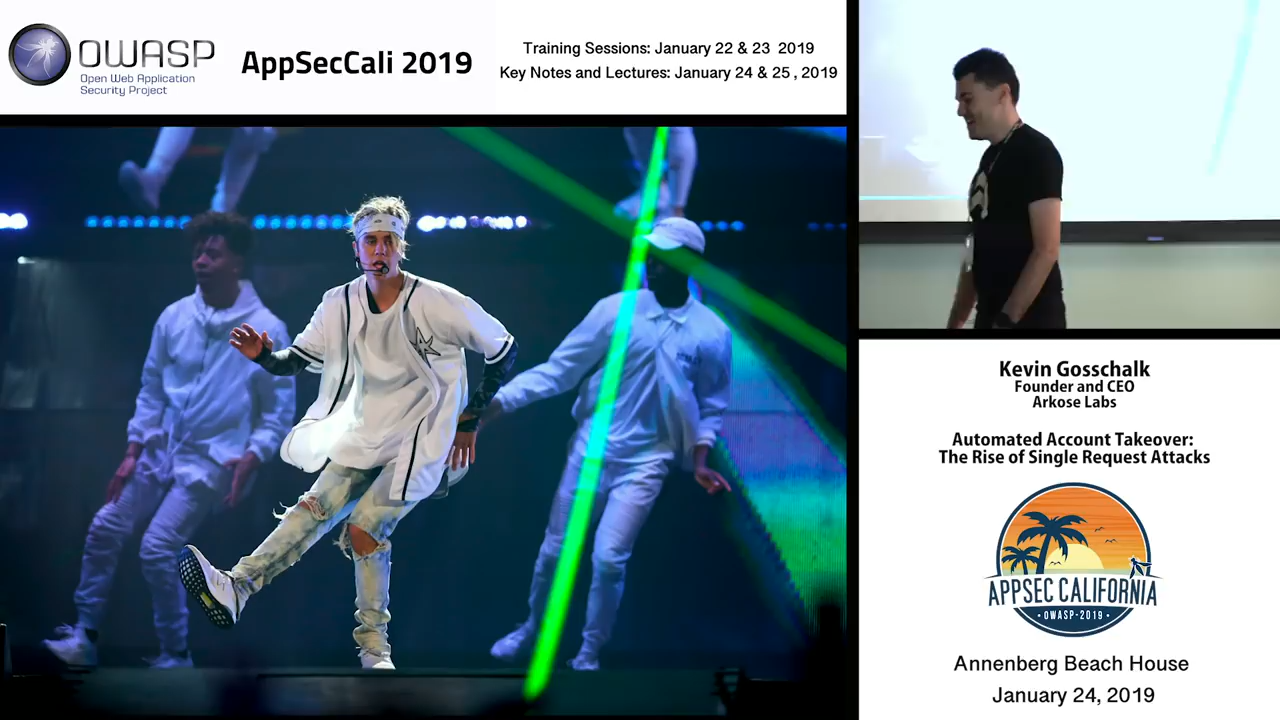 OWASP
Open Web Application
Security Project
AppSecCali 2019
Training Sessions: January 22 & 23 2019
Key Notes and Lectures: January 24 & 25 , 2019
Kevin Gosschalk
Founder and CEO
Arkose Labs
Automated Account Takeover:
The Rise of Single Request Attacks
APPSEC CALIFORNIA
• OWASP-2019 •
Annenberg Beach House
January 24, 2019